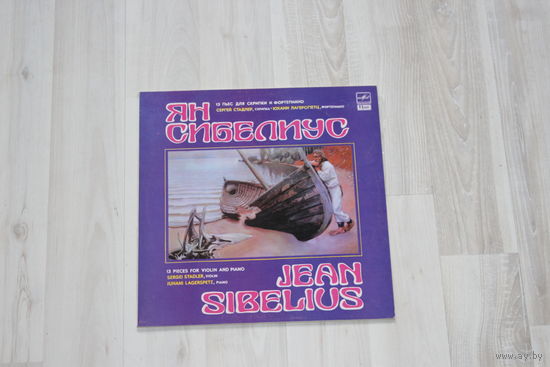 13 ПЬЕС ДЛЯ СКРИПКИ И ФОРТЕПИАНО
СЕРГЕЙ СТАДЛЕР, СКРИПКА • ЮХАНИ ЛАГЕРСПЕТЦ, ФОРТЕПИАНО
ЯН
СИБЕЛИУС
13 PIECES FOR VIOLIN AND PIANO
SERGEI STADLER, VIOLIN
JUHANI LAGERSPETZ, PIANO
JEAN
SIBELIUS
www.ay.by